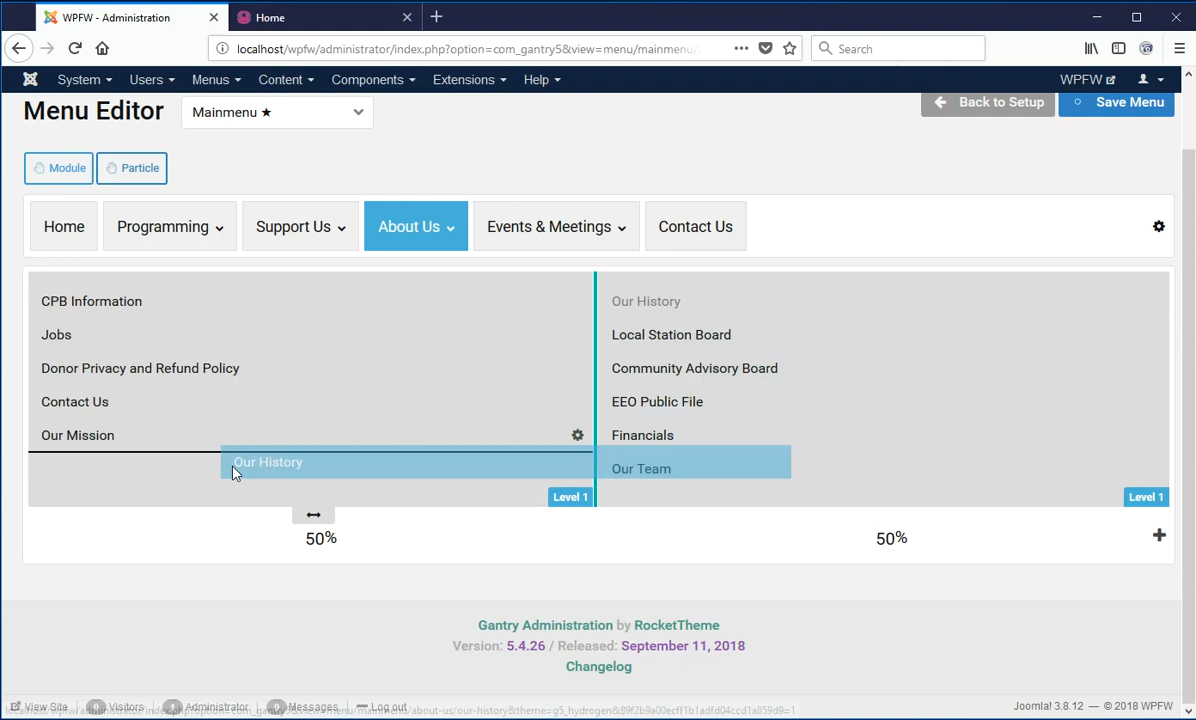 WPFW - Administration
Home
localhost/wpfw/administrator/index.php?option=com_gantry5&view=menu/mainmenu/
Search
System Users Menus Content Components Extensions Help WPFW
Menu Editor
Mainmenu ★
Back to Setup
Save Menu
Module
Particle
Home
Programming
Support Us
About Us
Events & Meetings
Contact Us
CPB Information
Jobs
Donor Privacy and Refund Policy
Contact Us
Our Mission
Level 1
Our History
Local Station Board
Community Advisory Board
EEO Public File
Financials
Our Team
Level 1
Our History
50%
50%
Gantry Administration by RocketTheme
Version: 5.4.26 / Released: September 11, 2018
Changelog
View Site 0 Visitors 1 Administrator 0 Messages Log out
Joomla! 3.8.12 — © 2018 WPFW